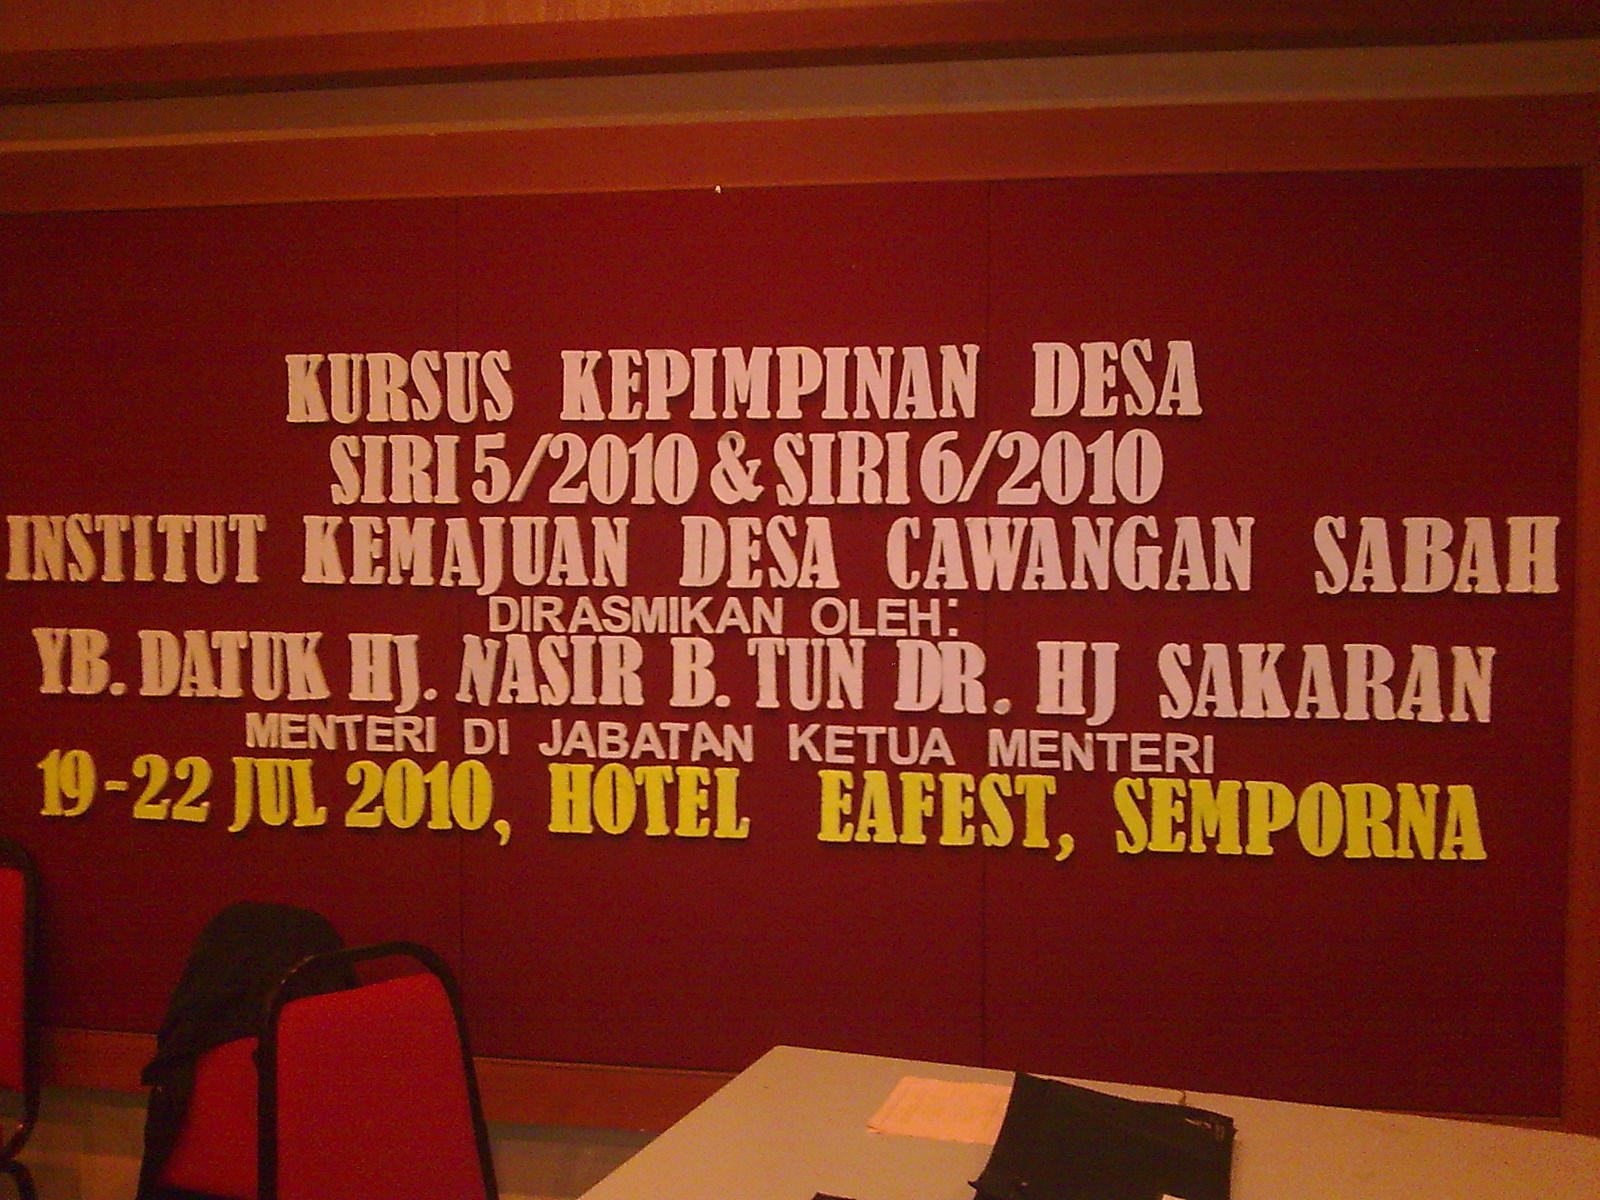 KURSUS KEPIMPINAN DESA
SIRI 5/2010 & SIRI 6/2010
INSTITUT KEMAJUAN DESA CAWANGAN SABAH
DIRASMIKAN OLEH:
YB. DATUK HJ. NASIR B. TUN DR. HJ SAKARAN
MENTERI DI JABATAN KETUA MENTERI
19-22 JUL 2010, HOTEL EAFEST, SEMPORNA